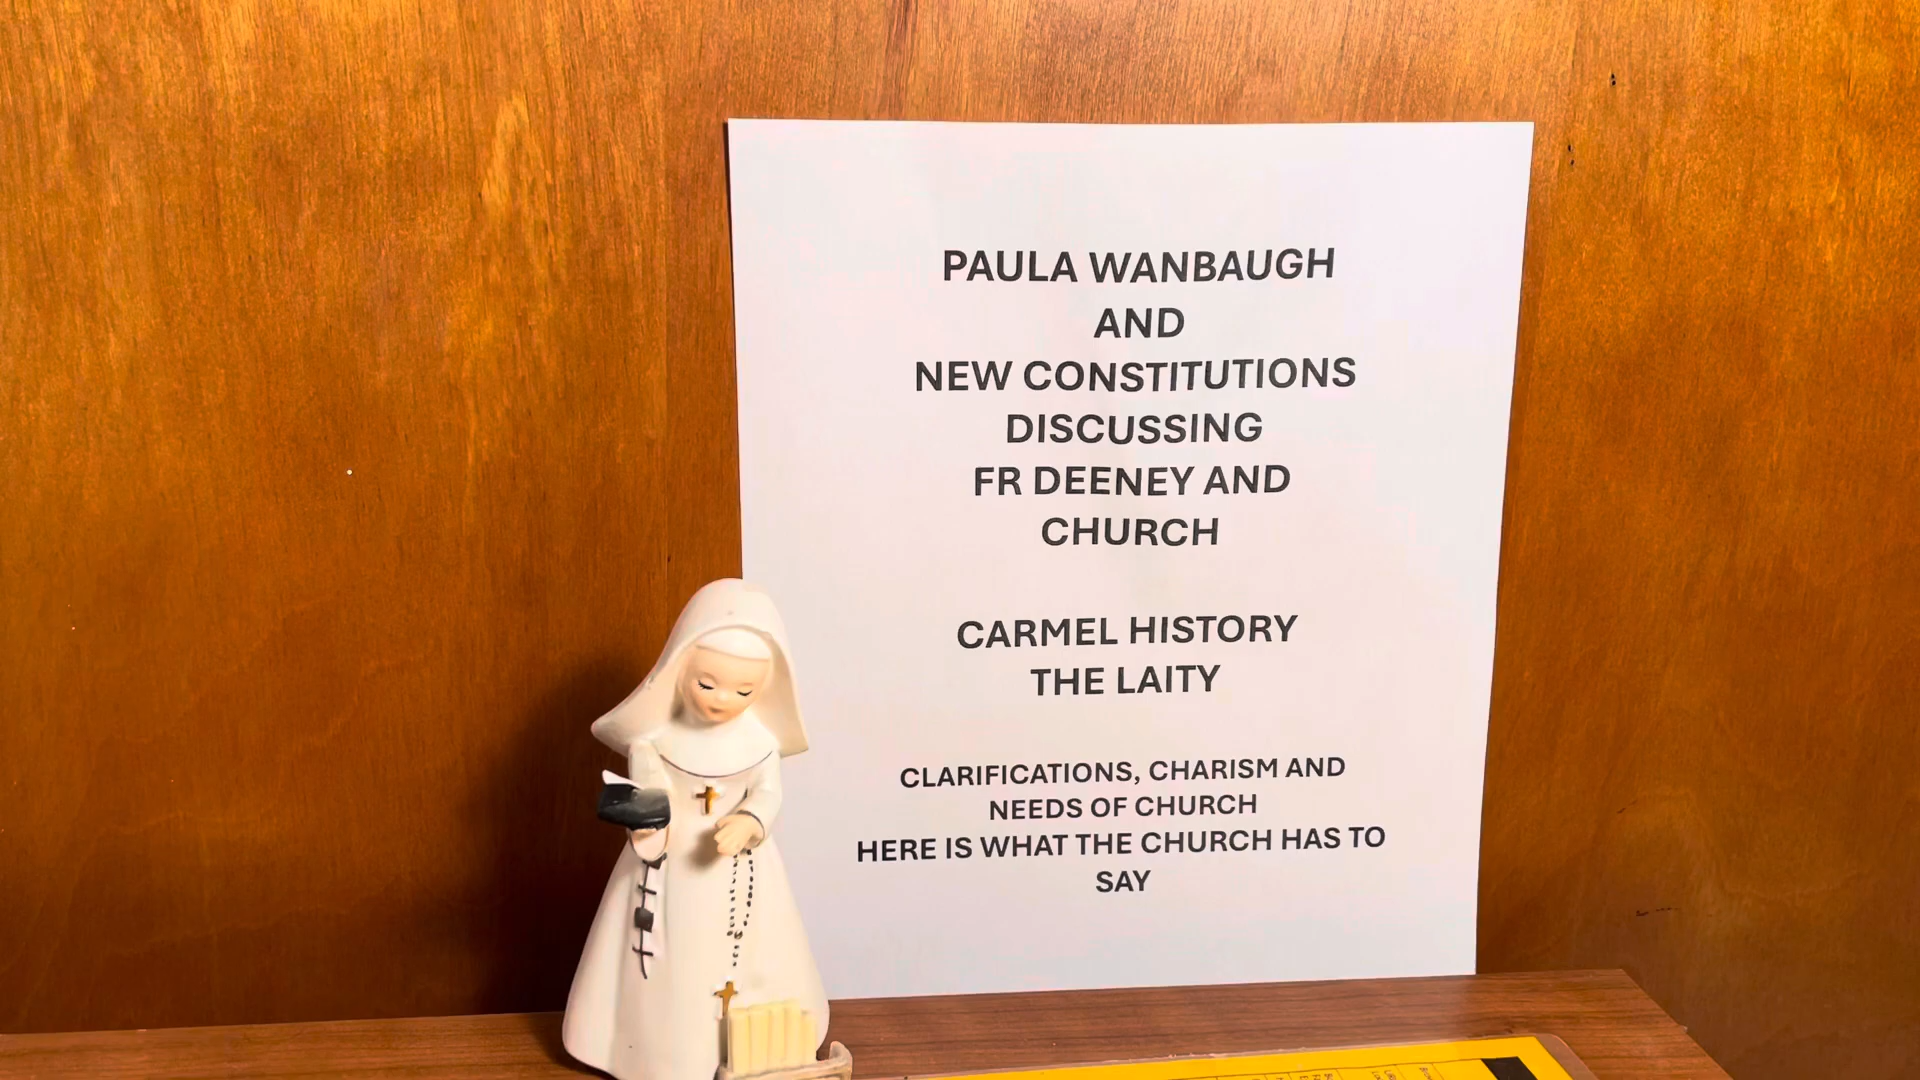 PAULA WANBAUGH
AND
NEW CONSTITUTIONS
DISCUSSING
FR DEENEY AND
CHURCH
CARMEL HISTORY
THE LAITY
CLARIFICATIONS, CHARISM AND
NEEDS OF CHURCH
HERE IS WHAT THE CHURCH HAS TO
SAY